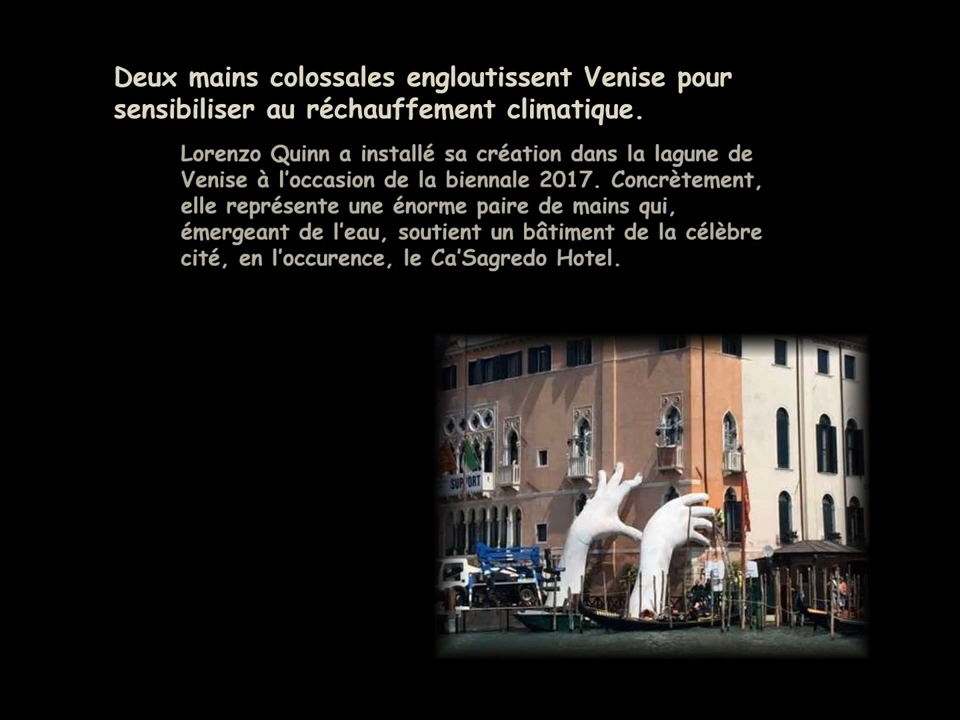 Deux mains colossales engloutissent Venise pour
sensibiliser au réchauffement climatique.
Lorenzo Quinn a installé sa création dans la lagune de
Venise à l’occasion de la biennale 2017. Concrètement,
elle représente une énorme paire de mains qui,
émergeant de l’eau, soutient un bâtiment de la célèbre
cité, en l’occurence, le Ca’Sagredo Hotel.
SUPPORT